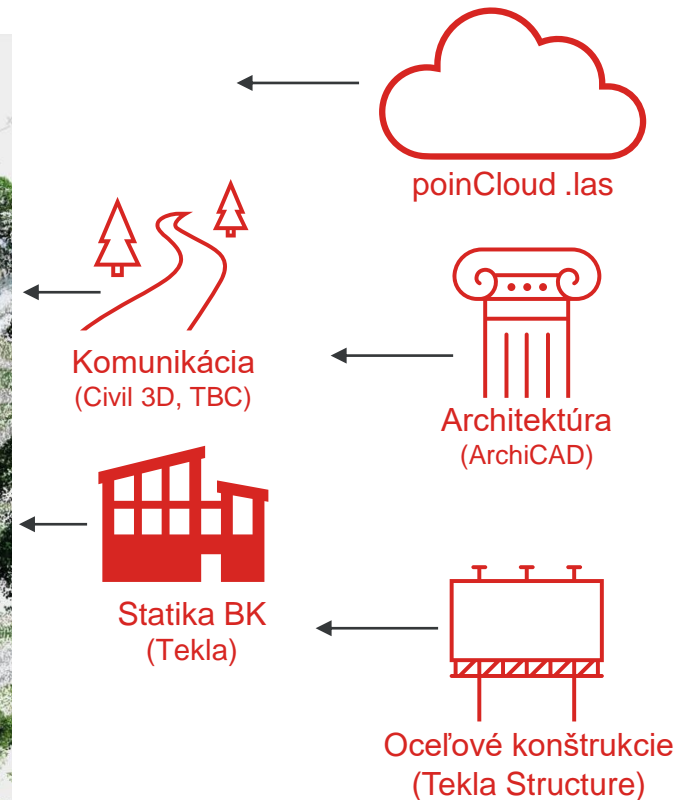 poinCloud .las
Komunikácia
(Civil 3D, TBC)
Architektúra
(ArchiCAD)
Statika BK
(Tekla)
Oceľové konštrukcie
(Tekla Structure)